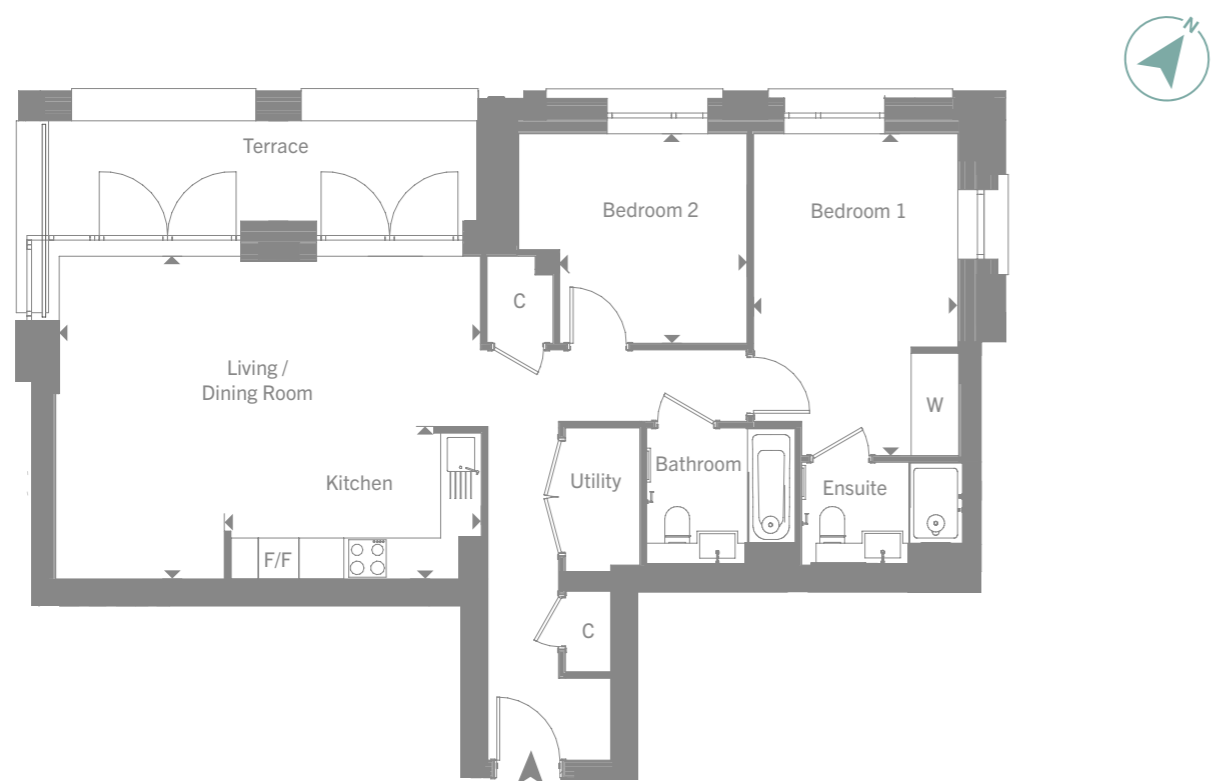 N
Terrace
Bedroom 2
Bedroom 1
C
Living /
Dining Room
W
Kitchen
Utility
Bathroom
Ensuite
F/F
C